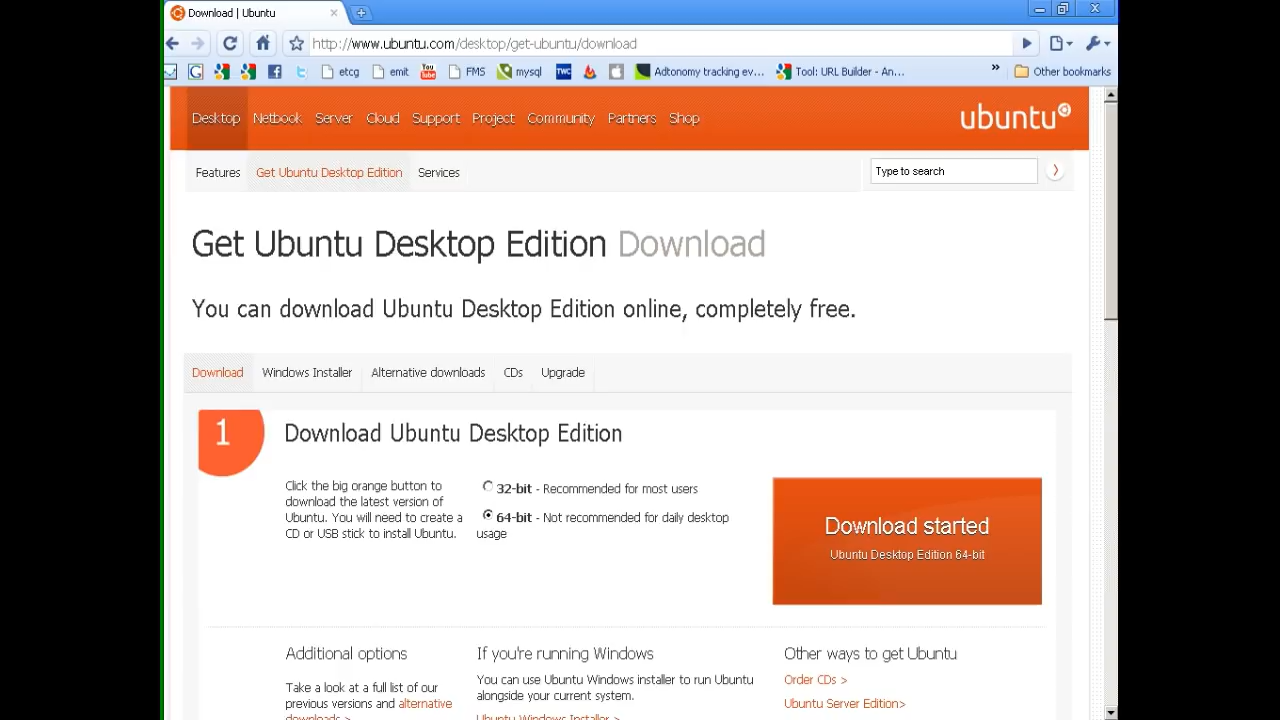 Download | Ubuntu
http://www.ubuntu.com/desktop/get-ubuntu/download
etcg emit You Tube FMS mysql TWC Adtonomy tracking ev... Tool: URL Builder - An... » Other bookmarks
Desktop Netbook Server Cloud Support Project Community Partners Shop ubuntu
Features Get Ubuntu Desktop Edition Services Type to search
Get Ubuntu Desktop Edition Download
You can download Ubuntu Desktop Edition online, completely free.
Download Windows Installer Alternative downloads CDs Upgrade
1 Download Ubuntu Desktop Edition
Click the big orange button to
download the latest version of
Ubuntu. You will need to create a
CD or USB stick to install Ubuntu.
32-bit - Recommended for most users
64-bit - Not recommended for daily desktop
usage
Download started
Ubuntu Desktop Edition 64-bit
Additional options
Take a look at a full list of our
previous versions and alternative
downloads >
If you're running Windows
You can use Ubuntu Windows installer to run Ubuntu
alongside your current system.
Ubuntu Windows Installer >
Other ways to get Ubuntu
Order CDs >
Ubuntu Server Edition>